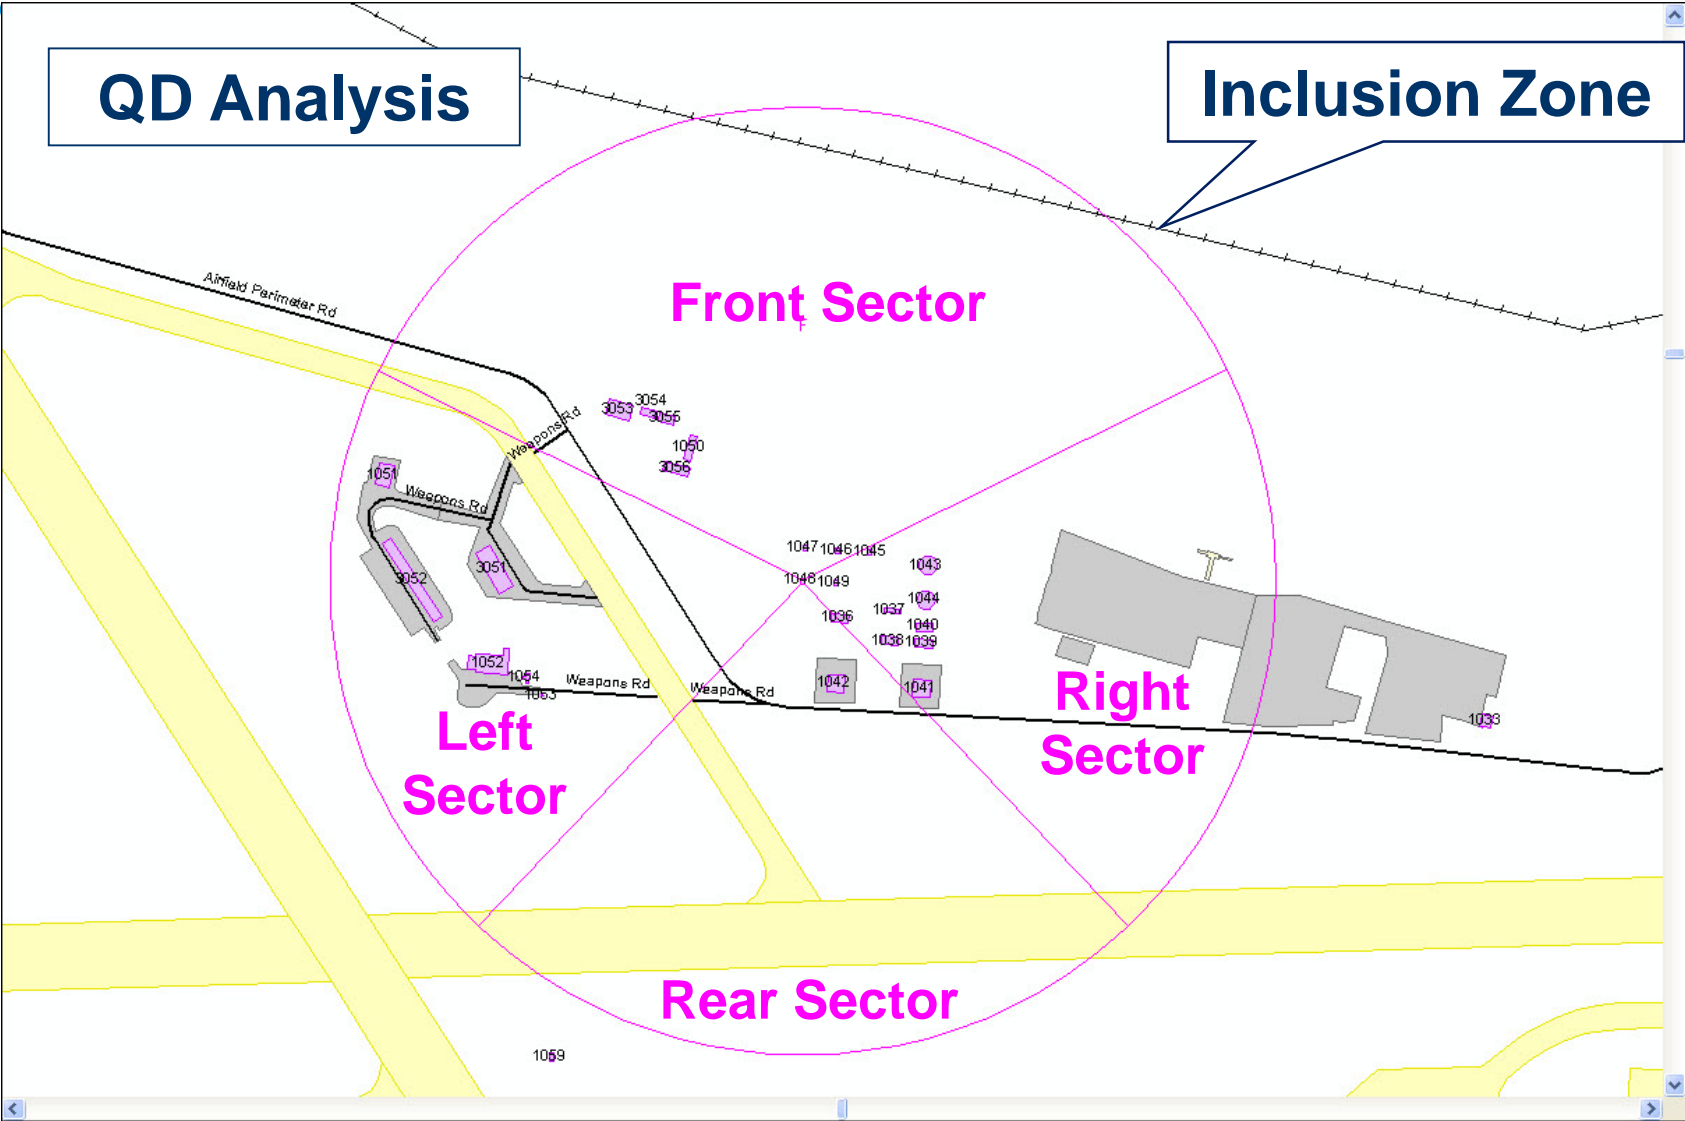 QD Analysis
Inclusion Zone
Airfield Perimeter Rd
Front Sector
F
3054
3053
3055
Weapons Rd
1050
3056
1051
Weapons Rd
1047
1046
1045
1043
3051
3052
1048
1049
1044
1036
1037
1040
1038
1039
1052
1054
1053
Weapons Rd
Weapons Rd
1042
1041
Right
Sector
1033
Left
Sector
Rear Sector
1059